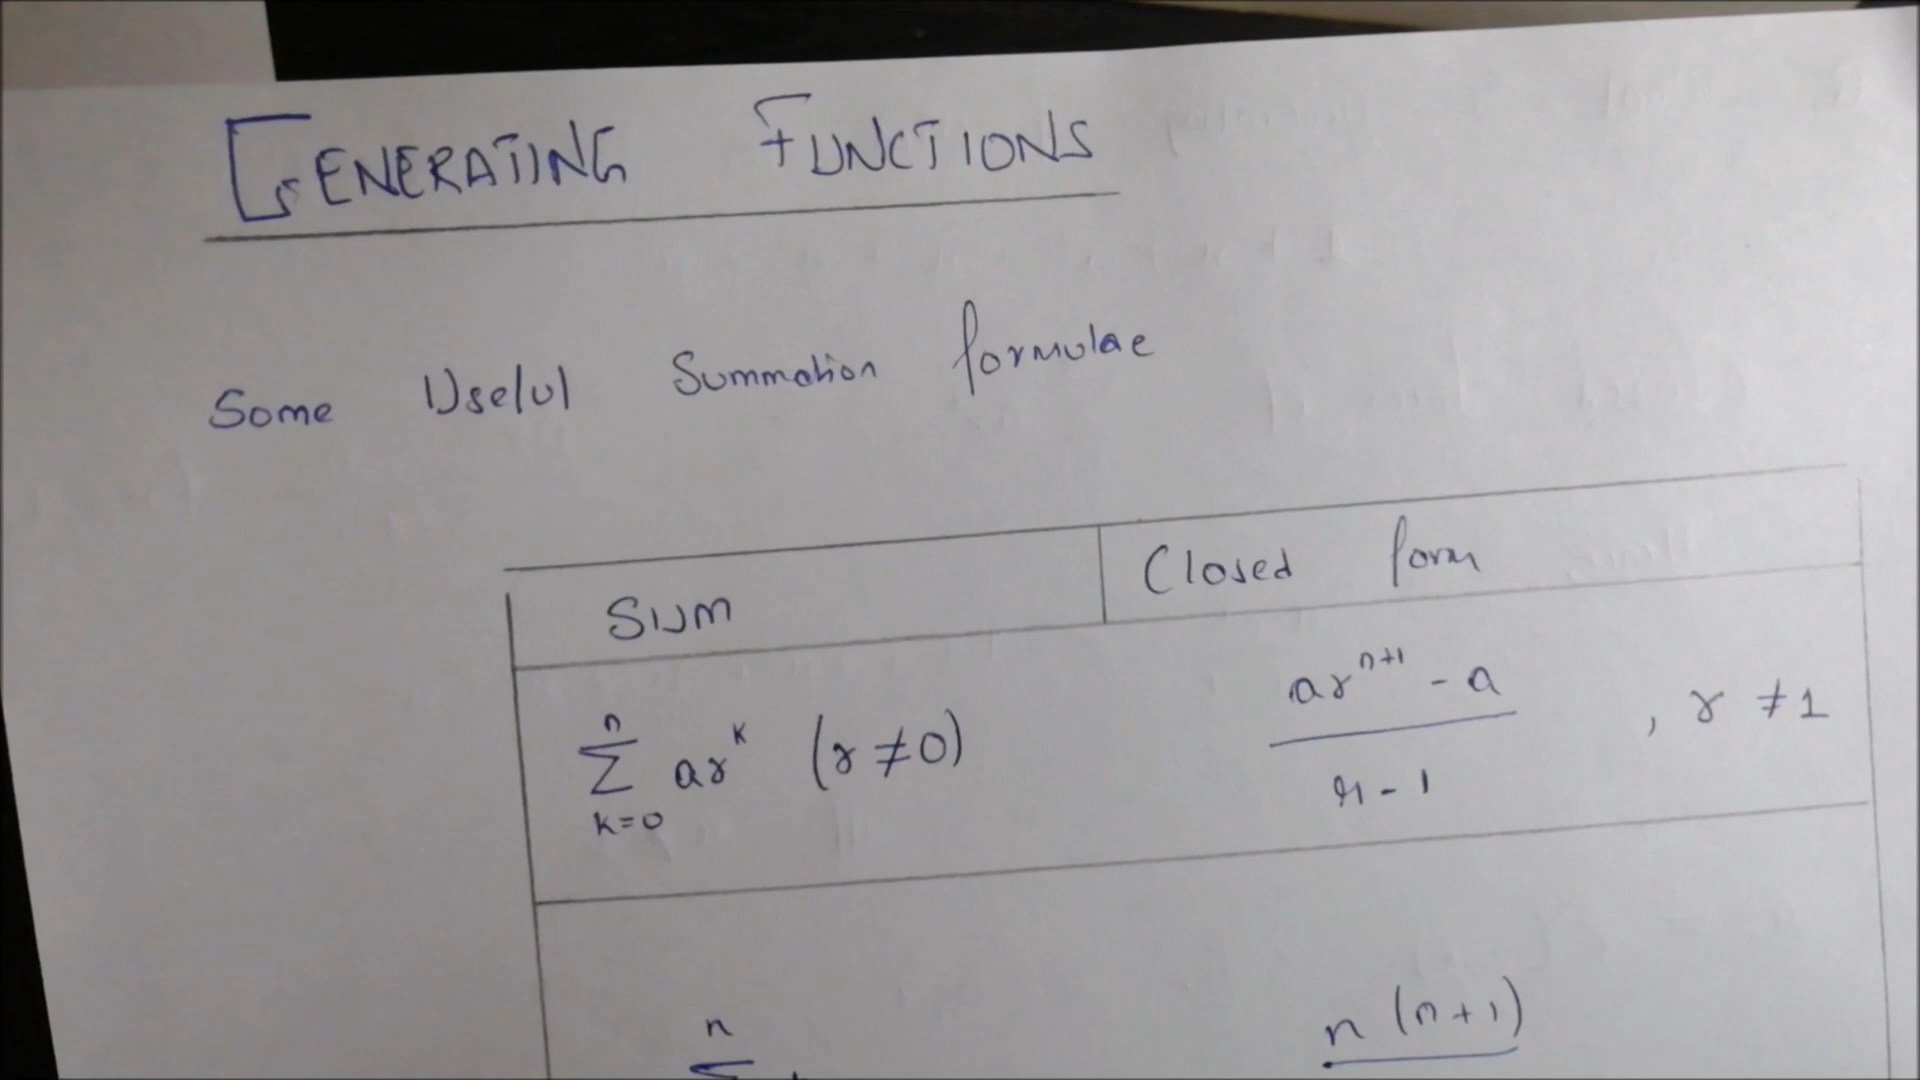 GENERATING FUNCTIONS
Some Useful Summation formulae
Sum Closed form
n ∑ k=0 ar^k (r ≠ 0) (ar^(n+1) - a) / (r - 1) , r ≠ 1
n ∑ n (n+1)